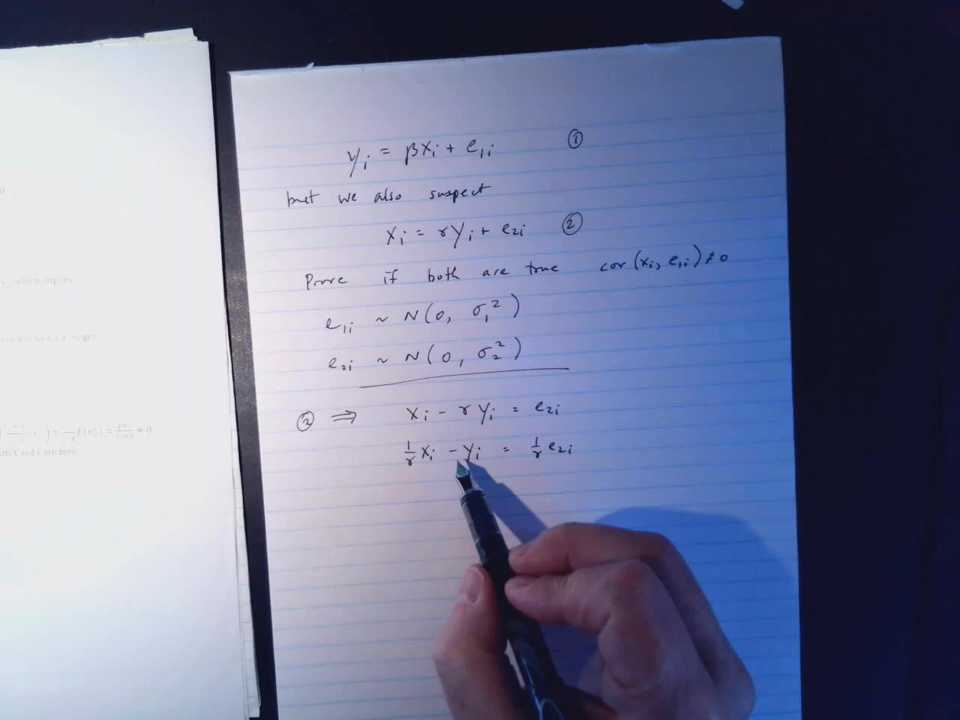 yᵢ = βxᵢ + e₁ᵢ ①
but we also suspect
xᵢ = γyᵢ + e₂ᵢ ②
Prove if both are true cor(xᵢ, e₁ᵢ) ≠ 0
e₁ᵢ ~ N(0, σ₁²)
e₂ᵢ ~ N(0, σ₂²)
② ⇒ xᵢ - γyᵢ = e₂ᵢ
1/γ xᵢ - yᵢ = 1/γ e₂ᵢ